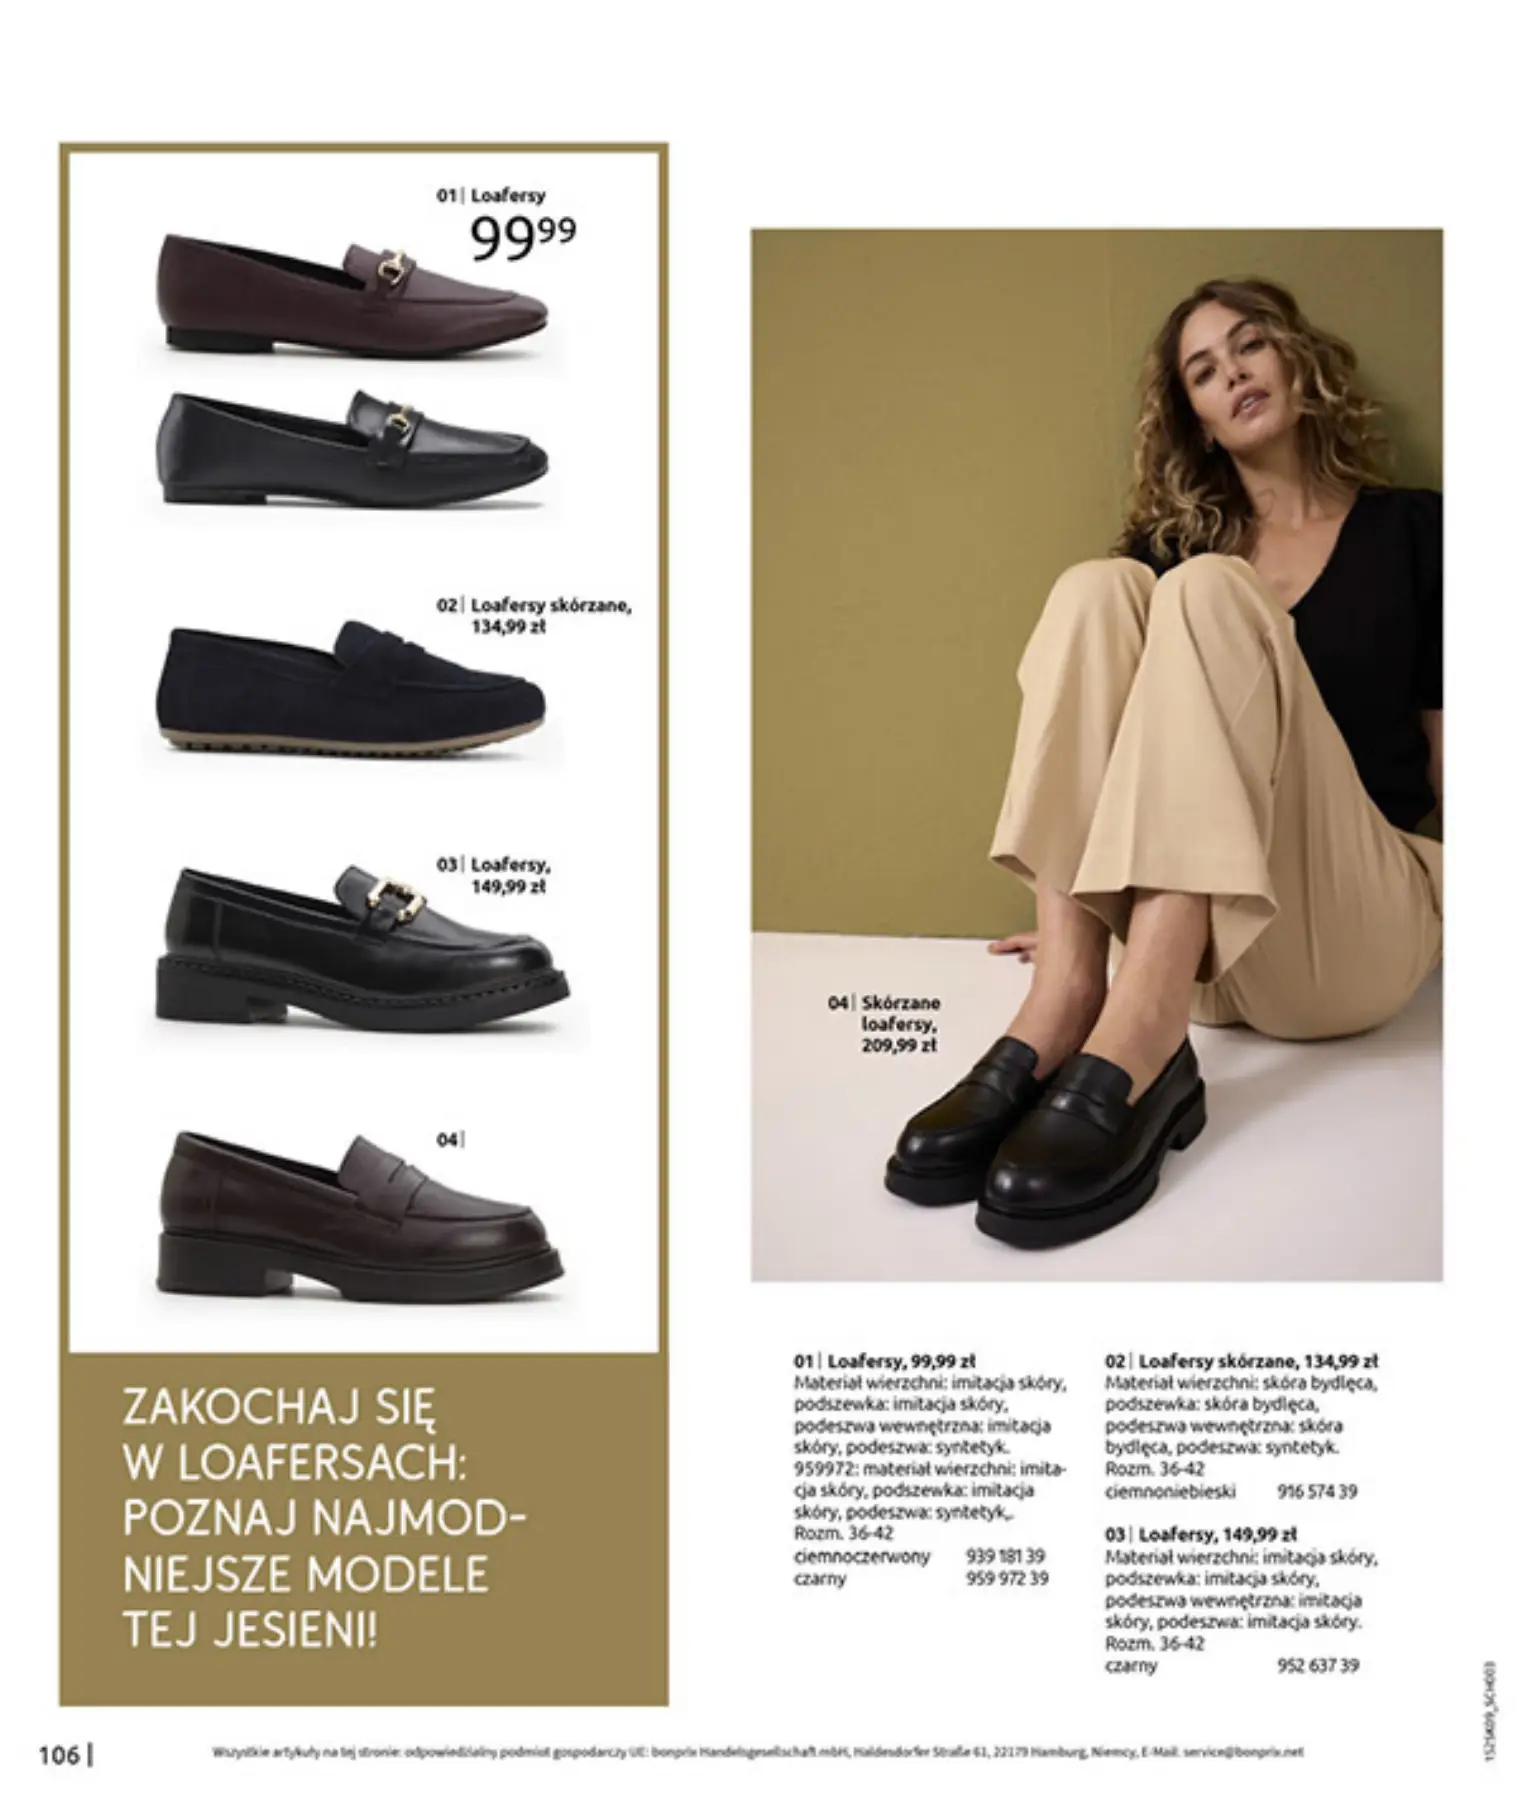 01| Loafersy
99⁹⁹
02| Loafersy skórzane,
134,99 zł
03| Loafersy,
149,99 zł
04|
ZAKOCHAJ SIĘ
W LOAFERSACH:
POZNAJ NAJMOD-
NIEJSZE MODELE
TEJ JESIENI!
04| Skórzane
loafersy,
209,99 zł
01| Loafersy, 99,99 zł
Materiał wierzchni: imitacja skóry,
podszewka: imitacja skóry,
podeszwa wewnętrzna: imitacja
skóry, podeszwa: syntetyk.
959972: materiał wierzchni: imita-
cja skóry, podszewka: imitacja
skóry, podeszwa: syntetyk,.
Rozm. 36-42
ciemnoczerwony 939 181 39
czarny 959 972 39
02| Loafersy skórzane, 134,99 zł
Materiał wierzchni: skóra bydlęca,
podszewka: skóra bydlęca,
podeszwa wewnętrzna: skóra
bydlęca, podeszwa: syntetyk.
Rozm. 36-42
ciemnoniebieski 916 574 39
03| Loafersy, 149,99 zł
Materiał wierzchni: imitacja skóry,
podszewka: imitacja skóry,
podeszwa wewnętrzna: imitacja
skóry, podeszwa: imitacja skóry.
Rozm. 36-42
czarny 952 637 39
1525K09_SCH003
106 |
Wszystkie artykuły na tej stronie: odpowiedzialny podmiot gospodarczy UE: bonprix Handelsgesellschaft mbH, Haldesdorfer Straße 61, 22179 Hamburg, Niemcy, E-Mail: service@bonprix.net